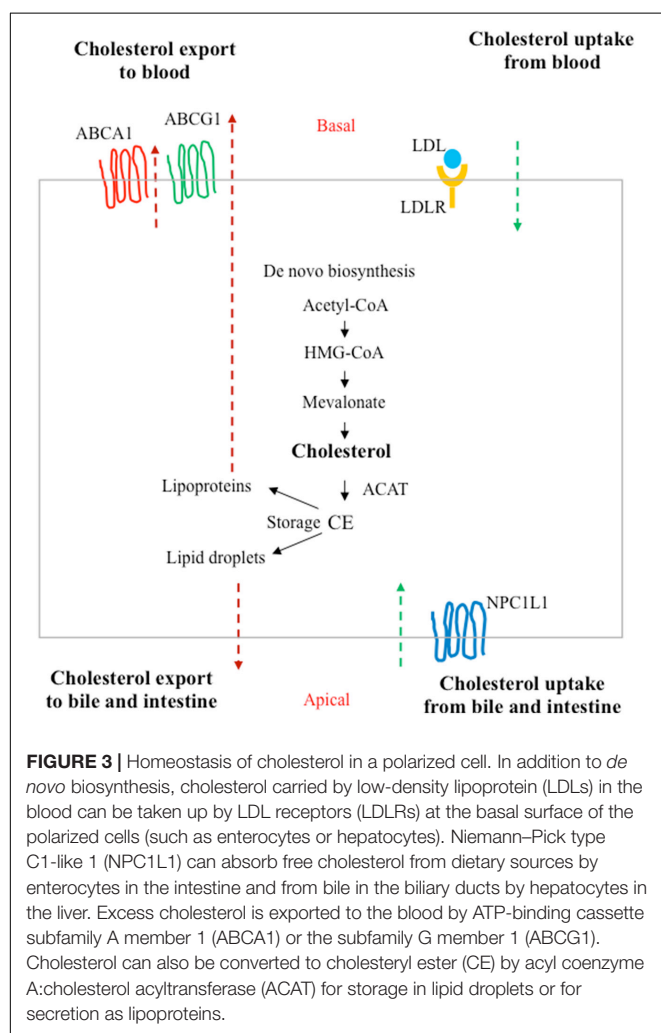 Cholesterol export
to blood
Cholesterol uptake
from blood
ABCA1
ABCG1
Basal
LDL
LDLR
De novo biosynthesis
Acetyl-CoA
HMG-CoA
Mevalonate
Cholesterol
Lipoproteins
ACAT
Storage CE
Lipid droplets
NPC1L1
Cholesterol export
to bile and intestine
Apical
Cholesterol uptake
from bile and intestine
FIGURE 3 | Homeostasis of cholesterol in a polarized cell. In addition to de
novo biosynthesis, cholesterol carried by low-density lipoprotein (LDLs) in the
blood can be taken up by LDL receptors (LDLRs) at the basal surface of the
polarized cells (such as enterocytes or hepatocytes). Niemann–Pick type
C1-like 1 (NPC1L1) can absorb free cholesterol from dietary sources by
enterocytes in the intestine and from bile in the biliary ducts by hepatocytes in
the liver. Excess cholesterol is exported to the blood by ATP-binding cassette
subfamily A member 1 (ABCA1) or the subfamily G member 1 (ABCG1).
Cholesterol can also be converted to cholesteryl ester (CE) by acyl coenzyme
A:cholesterol acyltransferase (ACAT) for storage in lipid droplets or for
secretion as lipoproteins.